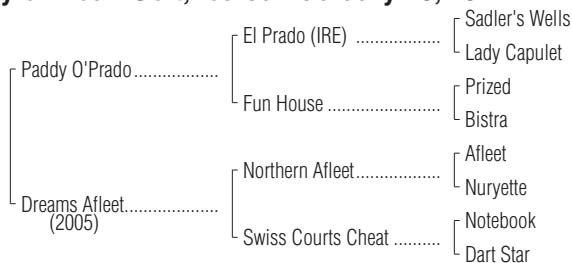 Sadler's Wells
El Prado (IRE) ..................
Lady Capulet
Paddy O'Prado..................
Prized
Fun House ........................
Bistra
Afleet
Northern Afleet..................
Nuryette
Dreams Afleet....................
(2005)
Notebook
Swiss Courts Cheat ..........
Dart Star